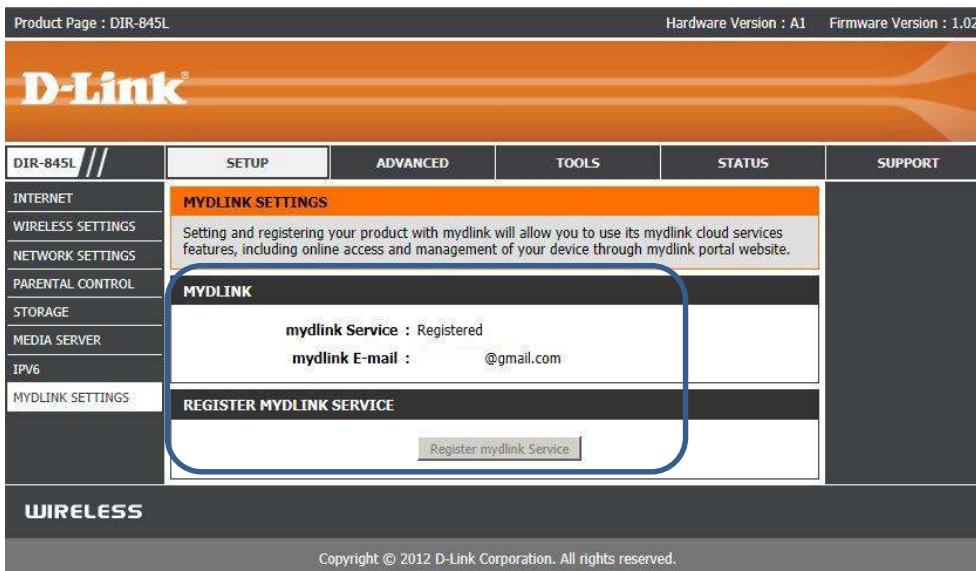 Product Page : DIR-845L Hardware Version : A1 Firmware Version : 1.02
D-Link®
DIR-845L SETUP ADVANCED TOOLS STATUS SUPPORT
INTERNET
WIRELESS SETTINGS
NETWORK SETTINGS
PARENTAL CONTROL
STORAGE
MEDIA SERVER
IPV6
MYDLINK SETTINGS
MYDLINK SETTINGS
Setting and registering your product with mydlink will allow you to use its mydlink cloud services
features, including online access and management of your device through mydlink portal website.
MYDLINK
mydlink Service : Registered
mydlink E-mail : @gmail.com
REGISTER MYDLINK SERVICE
Register mydlink Service
WIRELESS
Copyright © 2012 D-Link Corporation. All rights reserved.